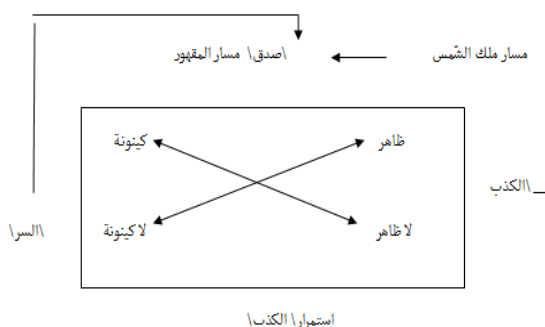 مسار ملك الشّمس
\صدق\ مسار المقهور
ظاهر
كينونة
\الكذب
\السر\
لا ظاهر
لا كينونة
استمرار\ الكذب\